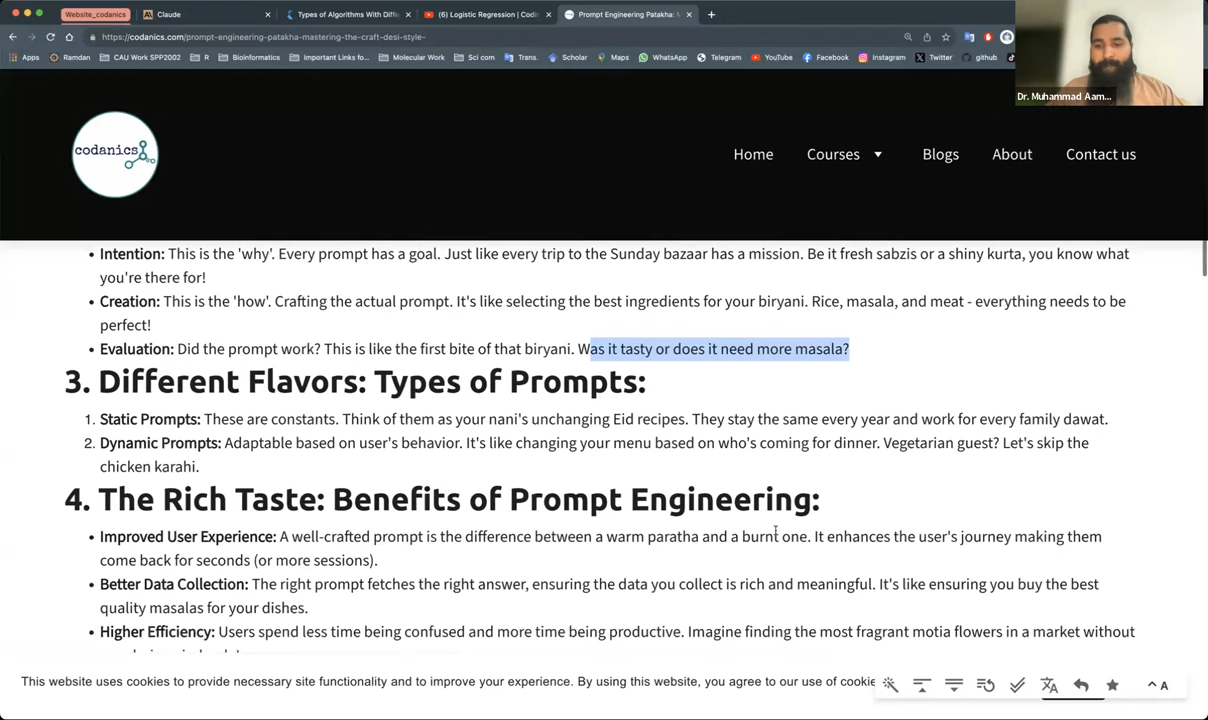 Website_codanics
Claude
Types of Algorithms With Diff
(6) Logistic Regression | Codi
Prompt Engineering Patakha: M
https://codanics.com/prompt-engineering-patakha-mastering-the-craft-desi-style-
Apps
Ramdan
CAU Work SPP2002
R
Bioinformatics
Important Links fo...
Molecular Work
Sci com
Trans.
Scholar
Maps
WhatsApp
Telegram
YouTube
Facebook
Instagram
Twitter
github
Dr. Muhammad Aam...
codanics
Home
Courses
Blogs
About
Contact us
• Intention: This is the 'why'. Every prompt has a goal. Just like every trip to the Sunday bazaar has a mission. Be it fresh sabzis or a shiny kurta, you know what
you're there for!
• Creation: This is the 'how'. Crafting the actual prompt. It's like selecting the best ingredients for your biryani. Rice, masala, and meat - everything needs to be
perfect!
• Evaluation: Did the prompt work? This is like the first bite of that biryani. Was it tasty or does it need more masala?
3. Different Flavors: Types of Prompts:
1. Static Prompts: These are constants. Think of them as your nani's unchanging Eid recipes. They stay the same every year and work for every family dawat.
2. Dynamic Prompts: Adaptable based on user's behavior. It's like changing your menu based on who's coming for dinner. Vegetarian guest? Let's skip the
chicken karahi.
4. The Rich Taste: Benefits of Prompt Engineering:
• Improved User Experience: A well-crafted prompt is the difference between a warm paratha and a burnt one. It enhances the user's journey making them
come back for seconds (or more sessions).
• Better Data Collection: The right prompt fetches the right answer, ensuring the data you collect is rich and meaningful. It's like ensuring you buy the best
quality masalas for your dishes.
• Higher Efficiency: Users spend less time being confused and more time being productive. Imagine finding the most fragrant motia flowers in a market without
This website uses cookies to provide necessary site functionality and to improve your experience. By using this website, you agree to our use of cookie
A